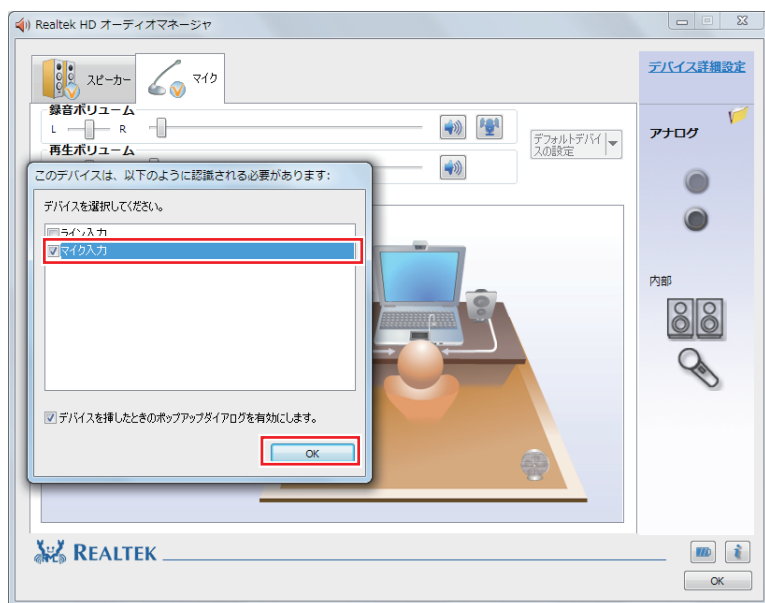 Realtek HD オーディオマネージャ
スピーカー
マイク
デバイス詳細設定
録音ボリューム
L
R
デフォルトデバイ
スの設定
アナログ
再生ボリューム
このデバイスは、以下のように認識される必要があります:
デバイスを選択してください。
ライン入力
マイク入力
内部
デバイスを挿したときのポップアップダイアログを有効にします。
OK
REALTEK
OK